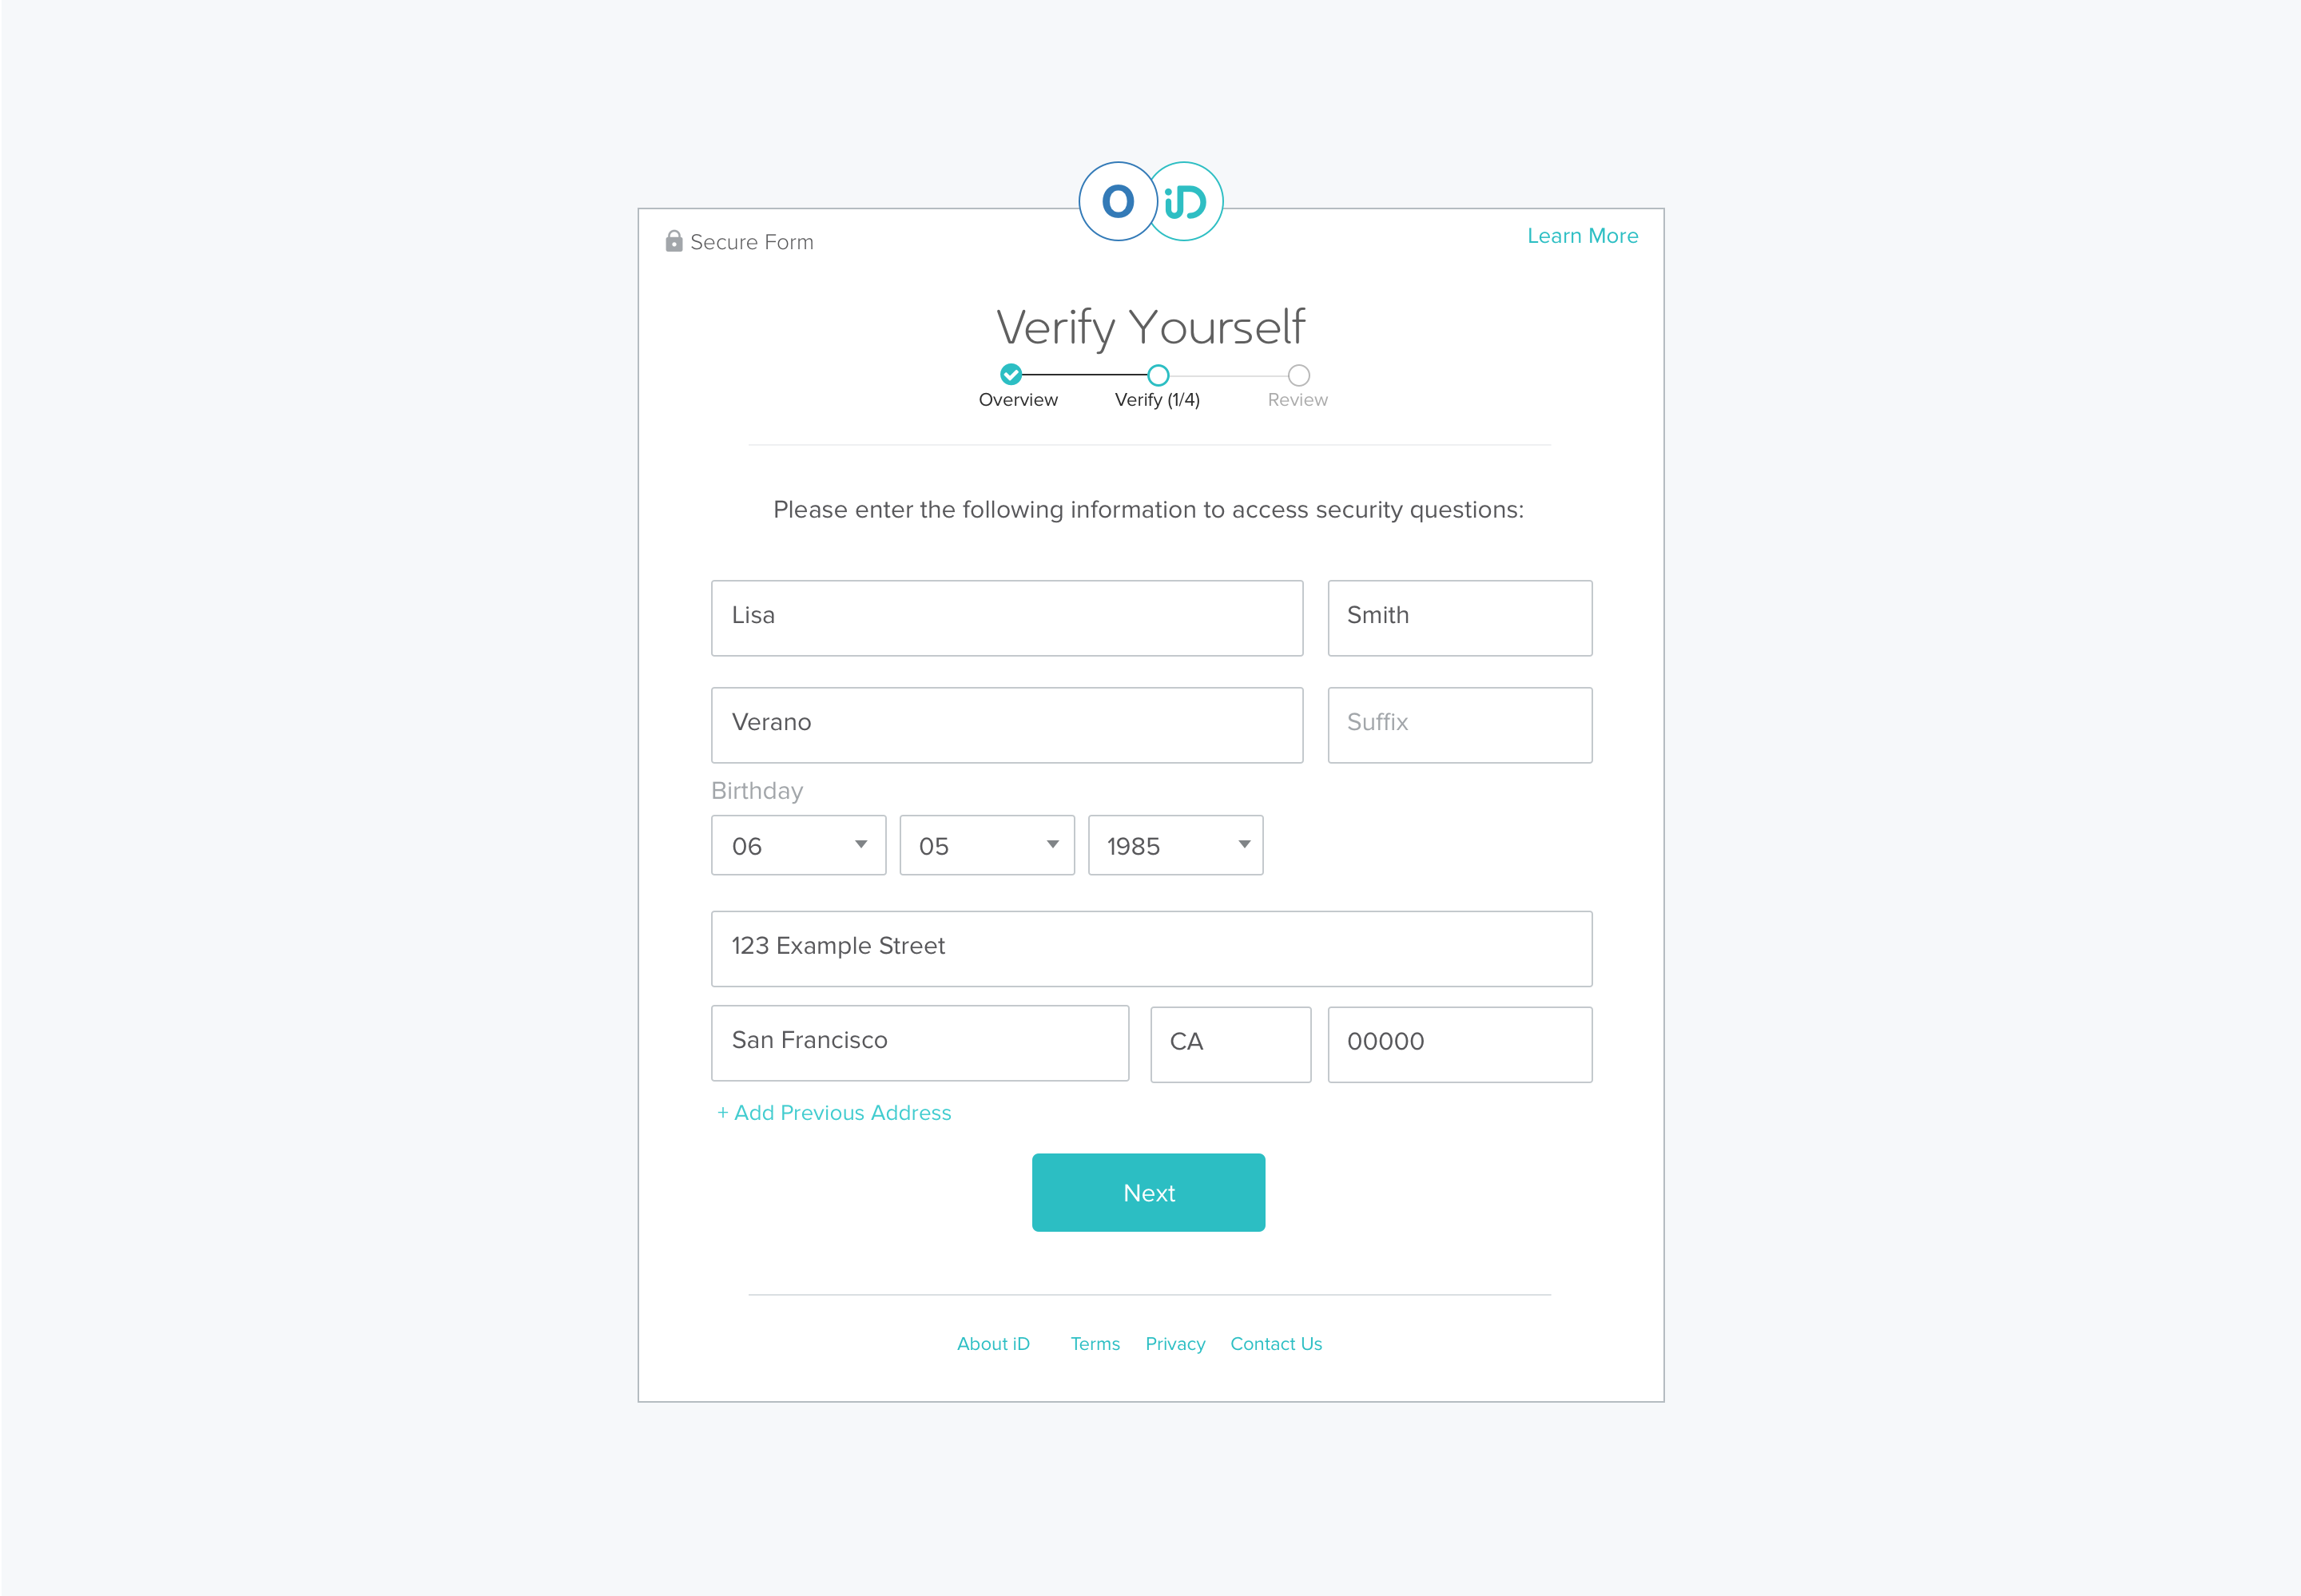 O iD
Secure Form
Learn More
Verify Yourself
Overview Verify (1/4) Review
Please enter the following information to access security questions:
Lisa Smith
Verano Suffix
Birthday
06 05 1985
123 Example Street
San Francisco CA 00000
+ Add Previous Address
Next
About iD Terms Privacy Contact Us